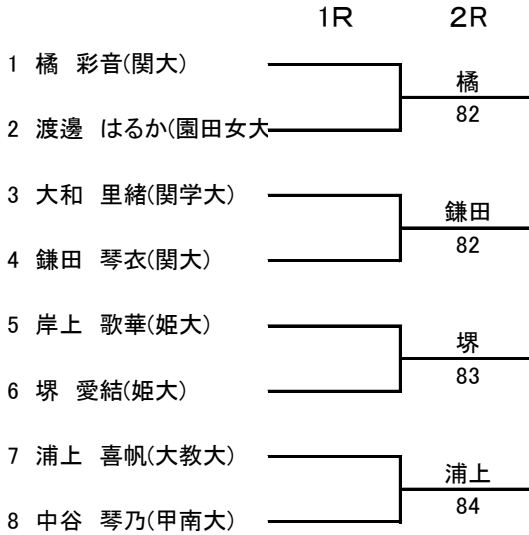 1R 2R
1 橘 彩音(関大)
橘
82
2 渡邊 はるか(園田女大
3 大和 里緒(関学大)
鎌田
82
4 鎌田 琴衣(関大)
5 岸上 歌華(姫大)
堺
83
6 堺 愛結(姫大)
7 浦上 喜帆(大教大)
浦上
84
8 中谷 琴乃(甲南大)